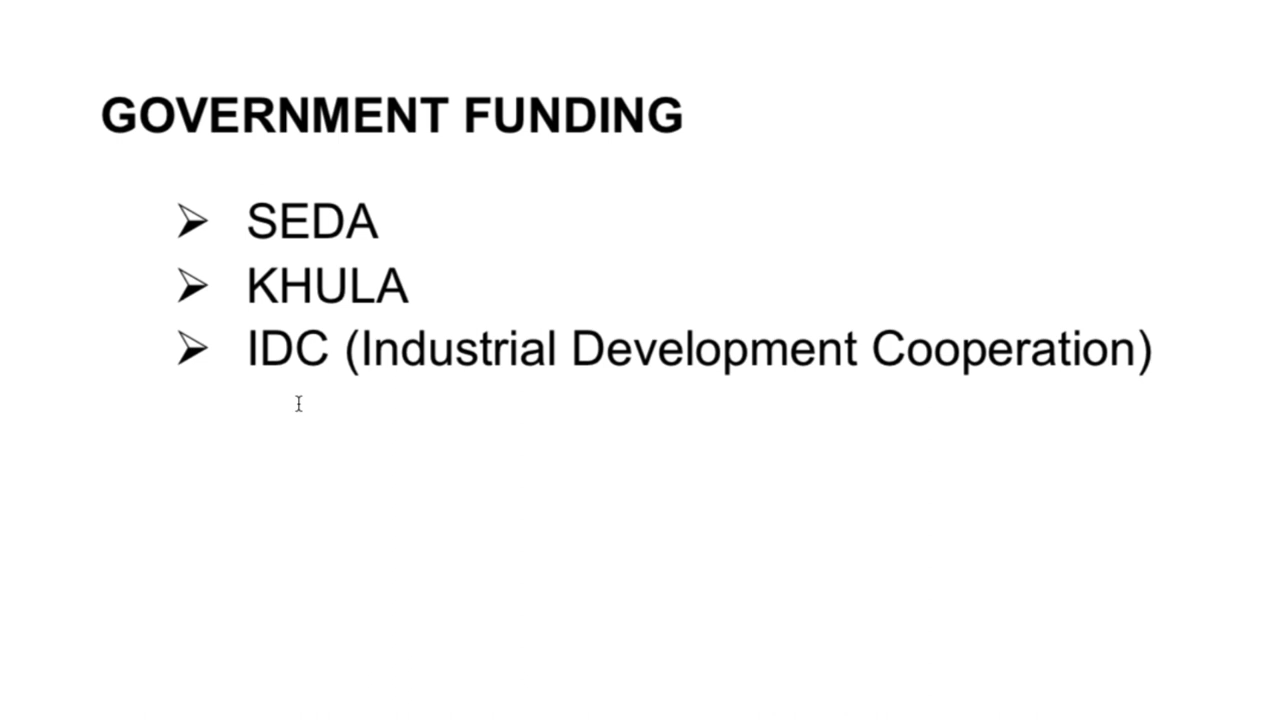 GOVERNMENT FUNDING
➢ SEDA
➢ KHULA
➢ IDC (Industrial Development Cooperation)